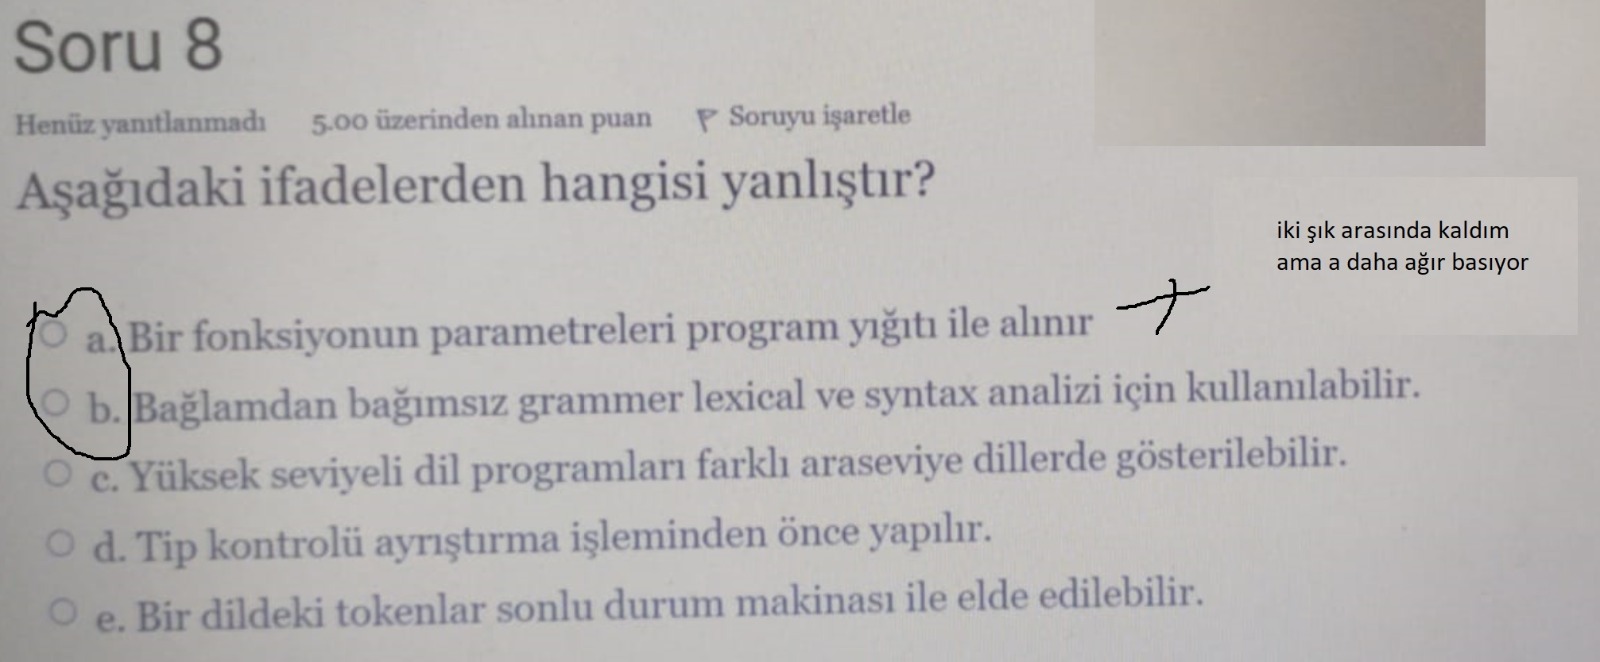 Soru 8
Henüz yanıtlanmadı 5.00 üzerinden alınan puan Soruyu işaretle
Aşağıdaki ifadelerden hangisi yanlıştır?
iki şık arasında kaldım
ama a daha ağır basıyor
a. Bir fonksiyonun parametreleri program yığıtı ile alınır
b. Bağlamdan bağımsız grammer lexical ve syntax analizi için kullanılabilir.
c. Yüksek seviyeli dil programları farklı araseviye dillerde gösterilebilir.
d. Tip kontrolü ayrıştırma işleminden önce yapılır.
e. Bir dildeki tokenlar sonlu durum makinası ile elde edilebilir.